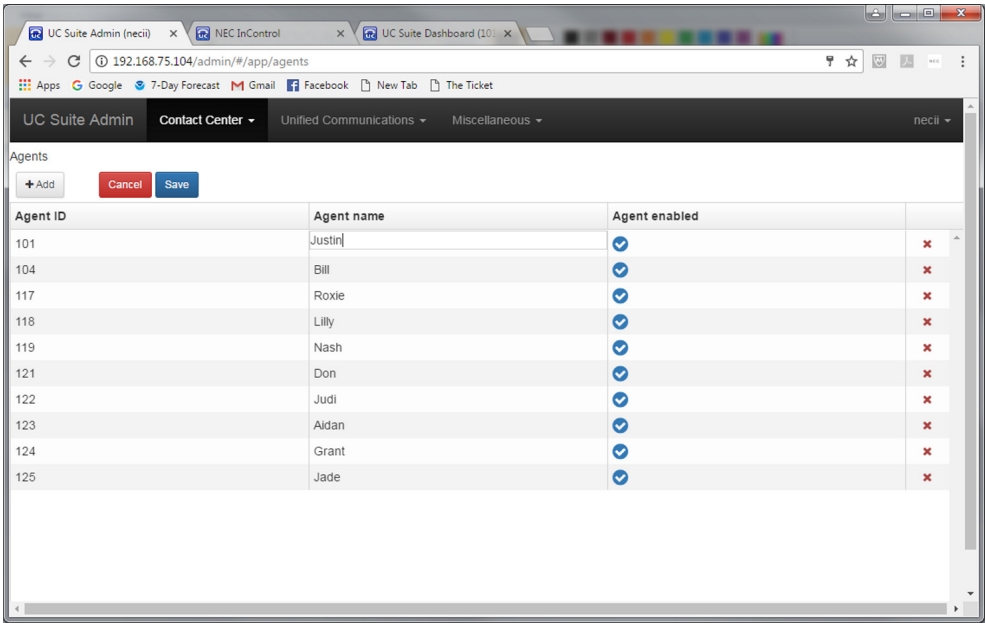 UC Suite Admin (necii) NEC InControl UC Suite Dashboard (10
192.168.75.104/admin/#/app/agents
Apps Google 7-Day Forecast Gmail Facebook New Tab The Ticket
UC Suite Admin Contact Center Unified Communications Miscellaneous necii
Agents
+Add Cancel Save
Agent ID Agent name Agent enabled
101 Justin
104 Bill
117 Roxie
118 Lilly
119 Nash
121 Don
122 Judi
123 Aidan
124 Grant
125 Jade